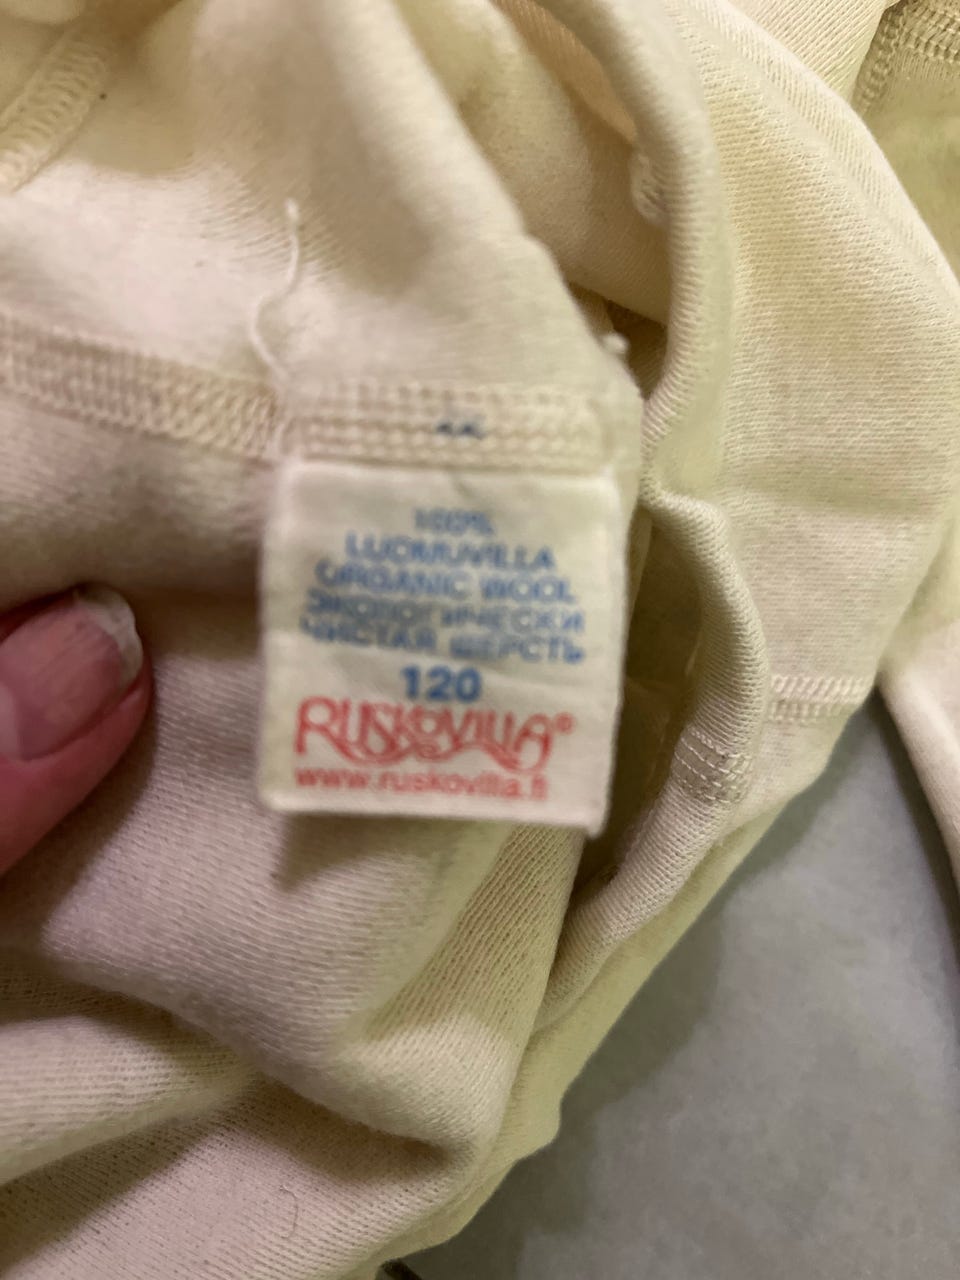 100%
LUOMUVILLA
ORGANIC WOOL
ЭКОЛОГИЧЕСКИ
ЧИСТАЯ ШЕРСТЬ
120
RUSKOVILLA®
www.ruskovilla.fi